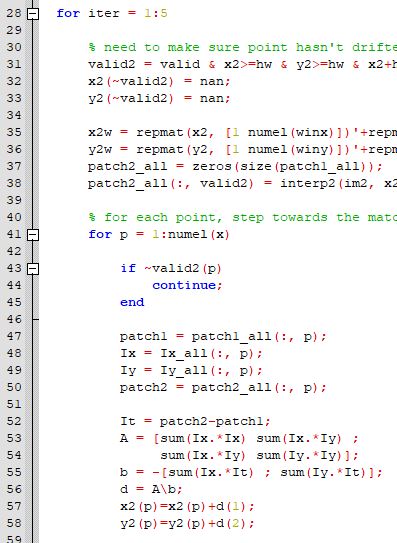 28 for iter = 1:5
29
30 % need to make sure point hasn't drifte
31 valid2 = valid & x2>=hw & y2>=hw & x2+h
32 x2(~valid2) = nan;
33 y2(~valid2) = nan;
34
35 x2w = repmat(x2, [1 numel(winx)])'+repm
36 y2w = repmat(y2, [1 numel(winy)])'+repm
37 patch2_all = zeros(size(patch1_all));
38 patch2_all(:, valid2) = interp2(im2, x2
39
40 % for each point, step towards the matc
41 for p = 1:numel(x)
42
43 if ~valid2(p)
44 continue;
45 end
46
47 patch1 = patch1_all(:, p);
48 Ix = Ix_all(:, p);
49 Iy = Iy_all(:, p);
50 patch2 = patch2_all(:, p);
51
52 It = patch2-patch1;
53 A = [sum(Ix.*Ix) sum(Ix.*Iy) ;
54 sum(Ix.*Iy) sum(Iy.*Iy)];
55 b = -[sum(Ix.*It) ; sum(Iy.*It)];
56 d = A\b;
57 x2(p)=x2(p)+d(1);
58 y2(p)=y2(p)+d(2);
59